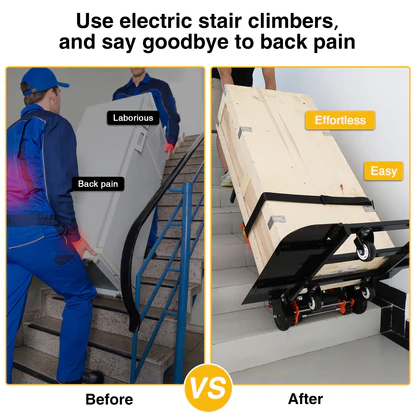 Use electric stair climbers,
and say goodbye to back pain
Laborious
Back pain
Effortless
Easy
Before
VS
After